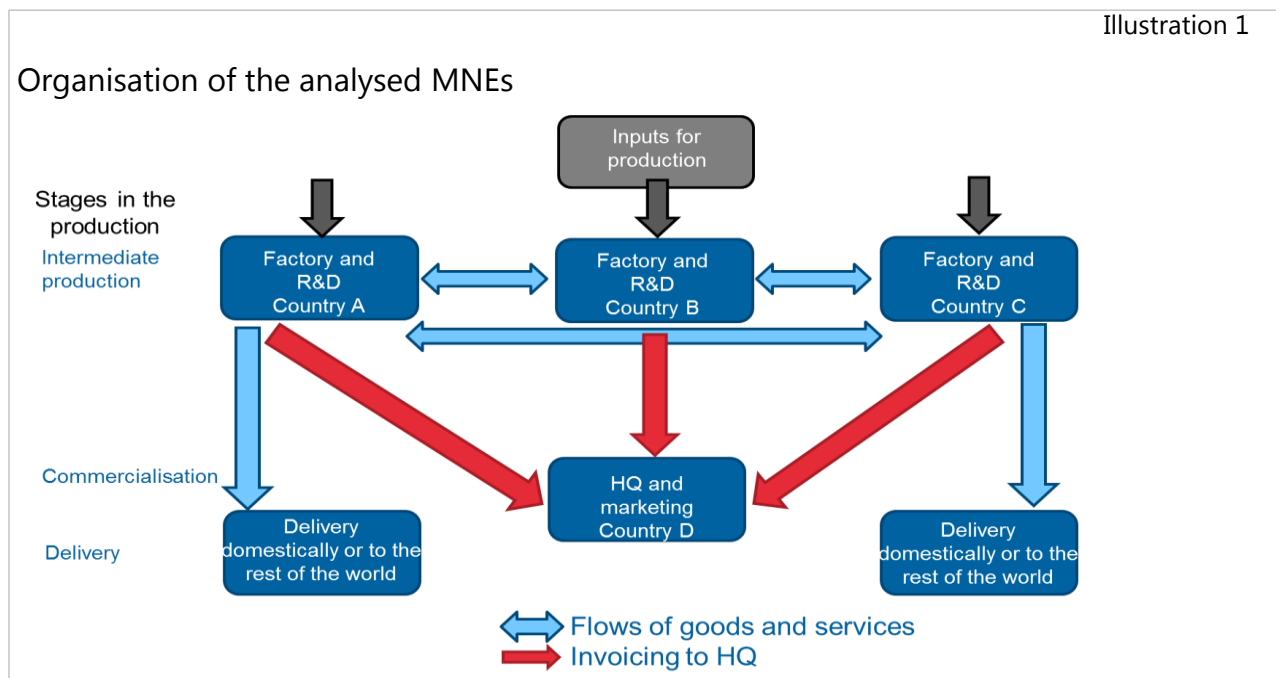 Illustration 1
Organisation of the analysed MNEs
Inputs for
production
Stages in the
production
Intermediate
production
Factory and
R&D
Country A
Factory and
R&D
Country B
Factory and
R&D
Country C
Commercialisation
HQ and
marketing
Country D
Delivery
Delivery
domestically or to the
rest of the world
Delivery
domestically or to the
rest of the world
Flows of goods and services
Invoicing to HQ